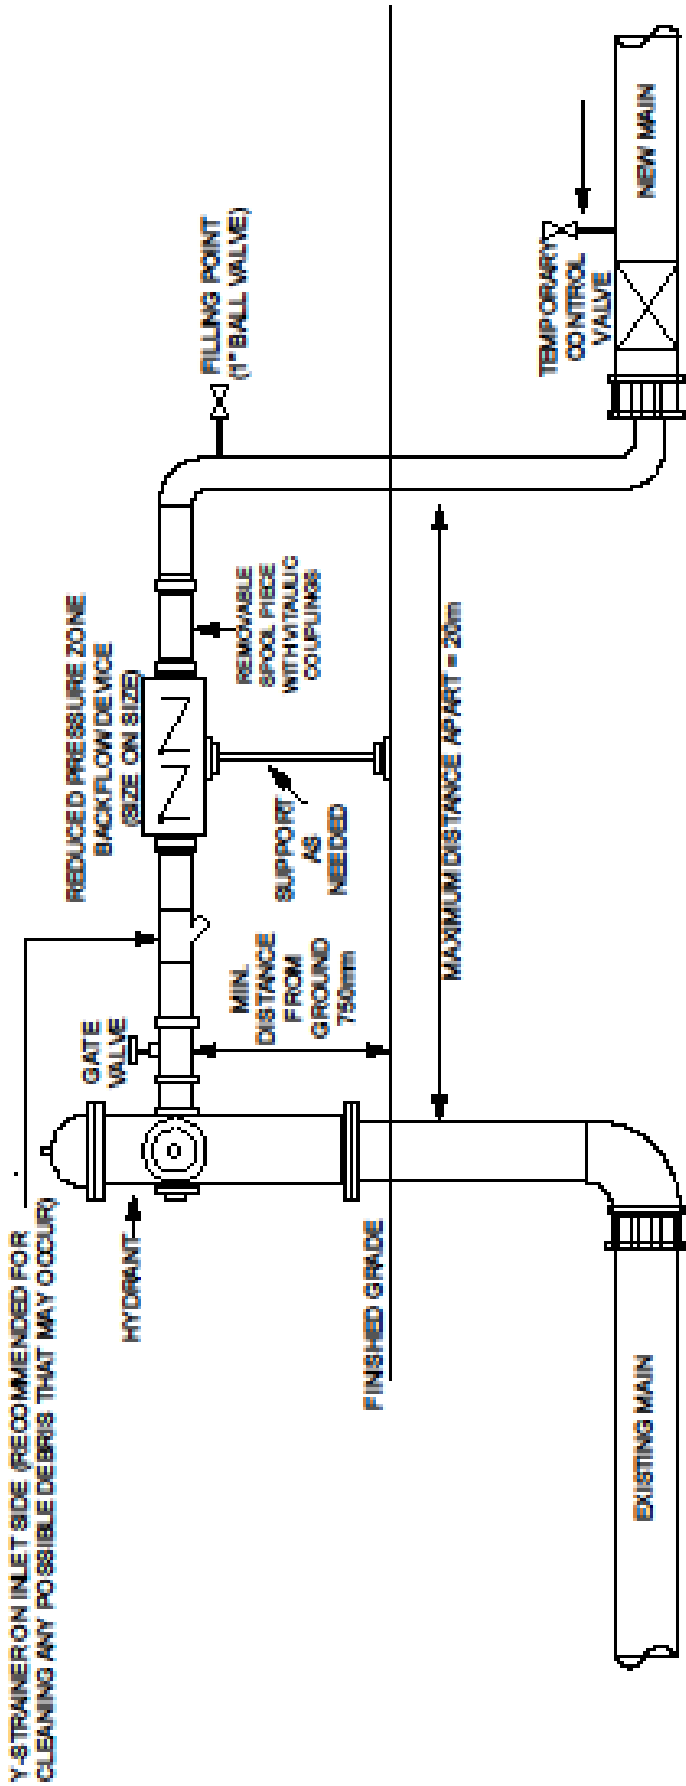 Y-STRAINER ON INLET SIDE (RECOMMENDED FOR
CLEANING ANY POSSIBLE DEBRIS THAT MAY OCCUR)
HYDRANT
GATE
VALVE
REDUCED PRESSURE ZONE
BACKFLOW DEVICE
(SIZE ON SIZE)
FILLING POINT
(1" BALL VALVE)
REMOVABLE
SPOOL PIECE
WITH VITAULIC
COUPLINGS
SUPPORT
AS
NEEDED
MIN.
DISTANCE
FROM
GROUND
750mm
FINISHED GRADE
MAXIMUM DISTANCE APART = 20m
TEMPORARY
CONTROL
VALVE
EXISTING MAIN
NEW MAIN